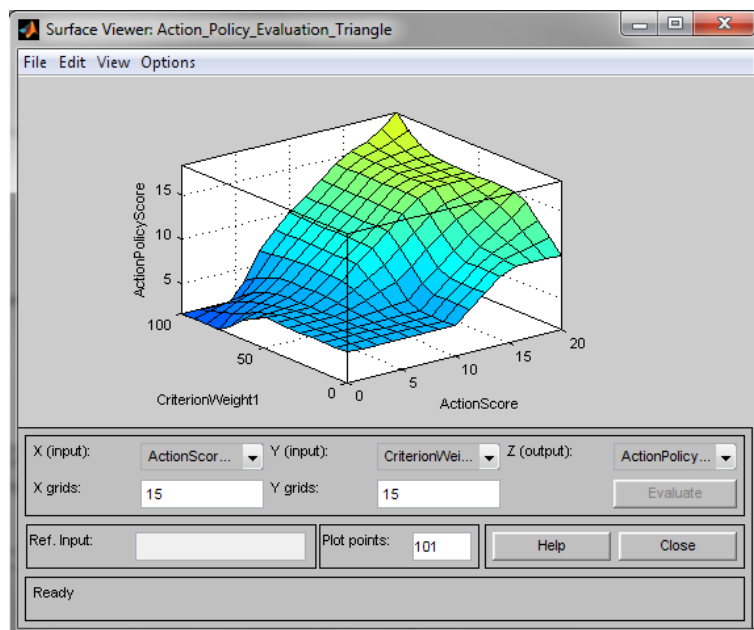 Surface Viewer: Action_Policy_Evaluation_Triangle
File Edit View Options
ActionPolicyScore
15
10
5
100
50
0
0
5
10
15
20
CriterionWeight1
ActionScore
X (input):
ActionScor...
Y (input):
CriterionWei...
Z (output):
ActionPolicy...
X grids:
15
Y grids:
15
Evaluate
Ref. Input:
Plot points:
101
Help
Close
Ready